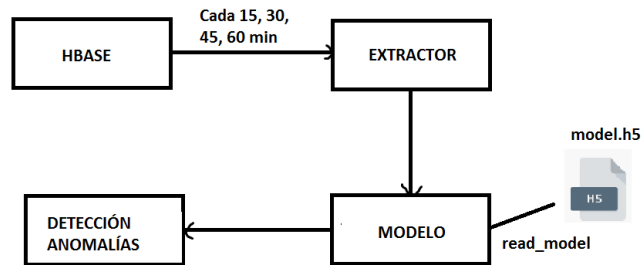 Cada 15, 30,
45, 60 min
HBASE
EXTRACTOR
model.h5
H5
DETECCIÓN
ANOMALÍAS
MODELO
read_model